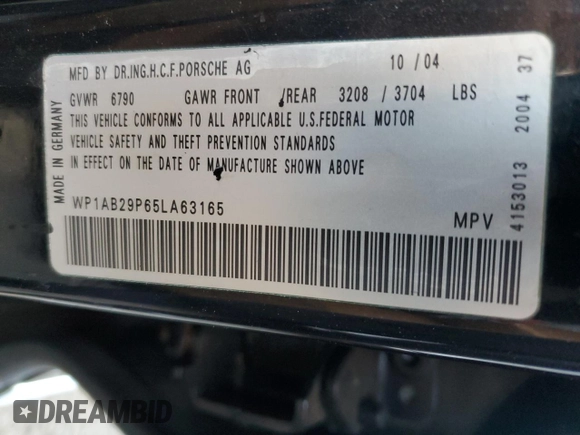 MFD BY DR.ING.H.C.F.PORSCHE AG 10 / 04
GVWR 6790 GAWR FRONT /REAR 3208 / 3704 LBS
THIS VEHICLE CONFORMS TO ALL APPLICABLE U.S.FEDERAL MOTOR
VEHICLE SAFETY AND THEFT PREVENTION STANDARDS
IN EFFECT ON THE DATE OF MANUFACTURE SHOWN ABOVE
WP1AB29P65LA63165
MPV
MADE IN GERMANY
4153013 2004 37
DREAMBID